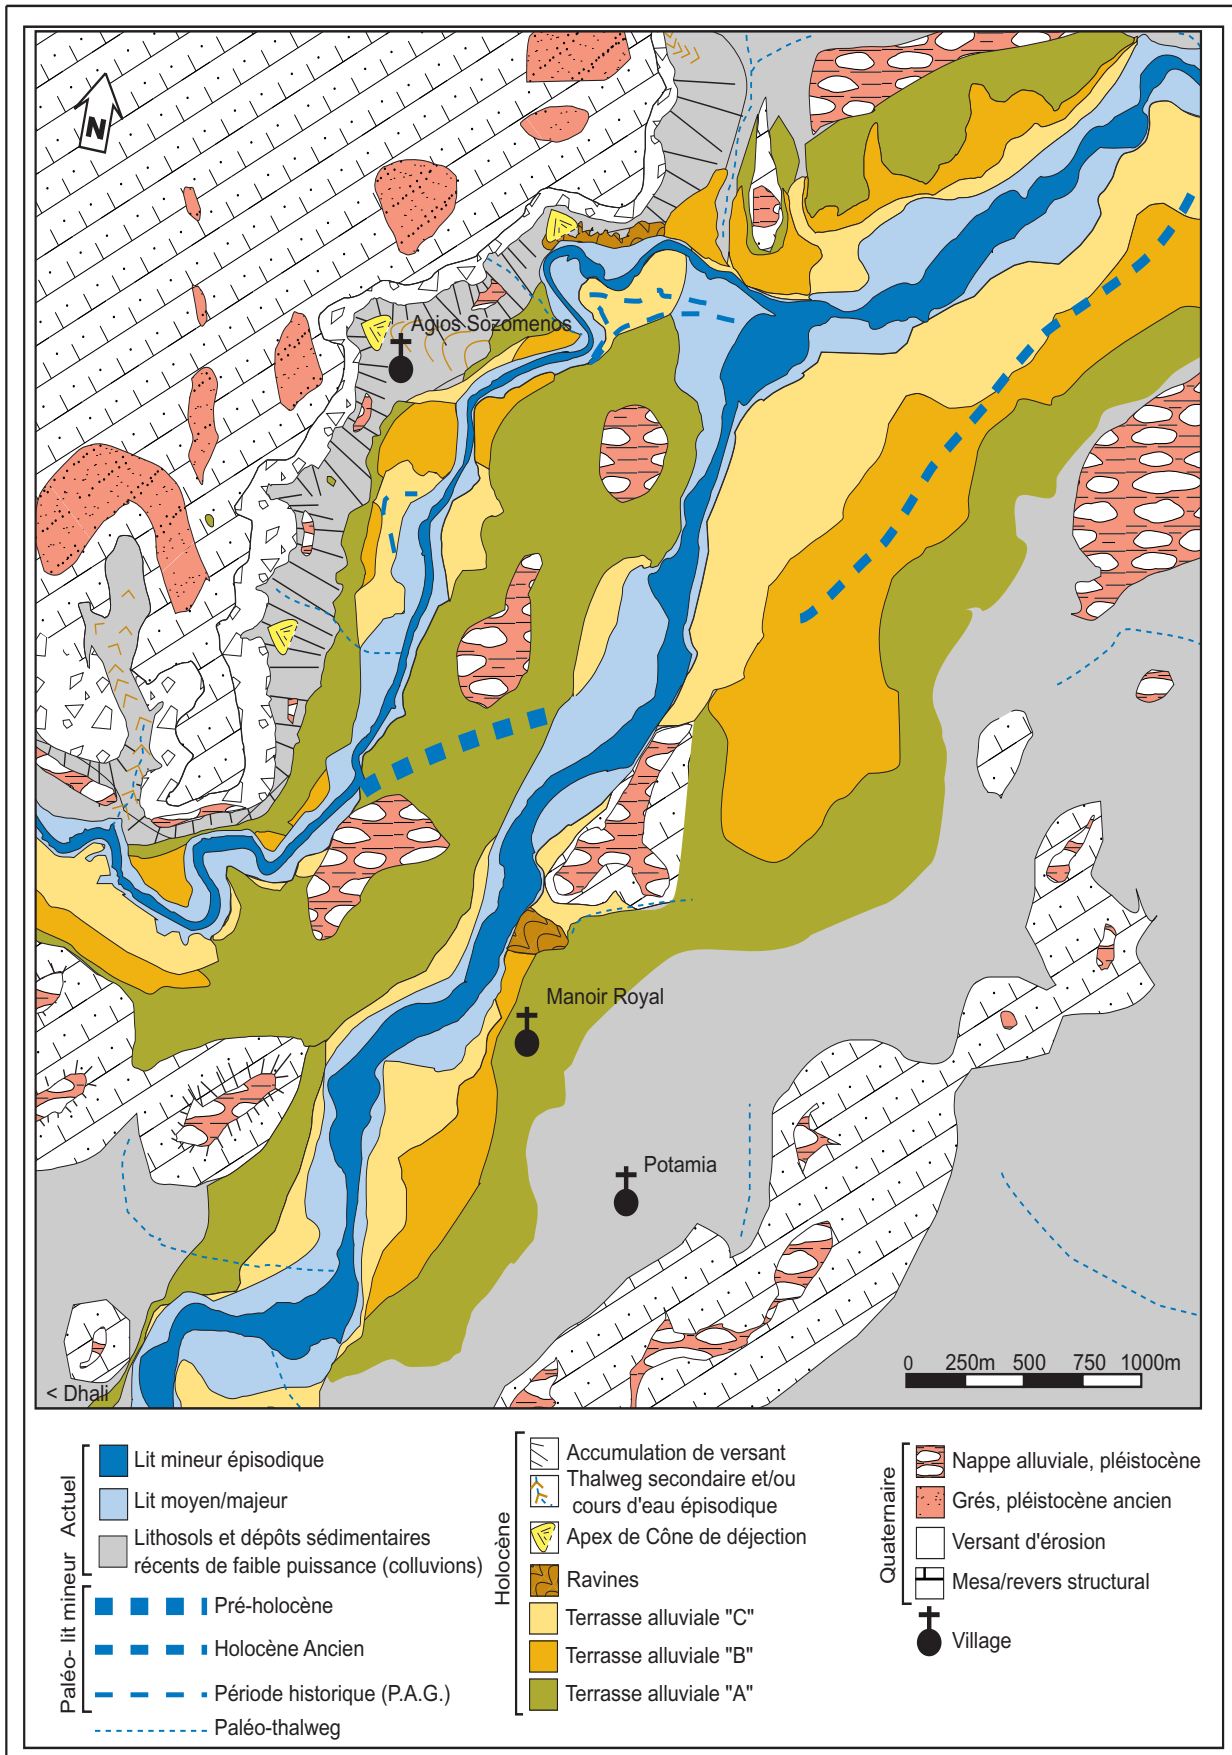 N
Agios Sozomenos
Manoir Royal
Potamia
< Dhali
0 250m 500 750 1000m
Paléo- lit mineur Actuel
Lit mineur épisodique
Lit moyen/majeur
Lithosols et dépôts sédimentaires
récents de faible puissance (colluvions)
Pré-holocène
Holocène Ancien
Période historique (P.A.G.)
Paléo-thalweg
Holocène
Accumulation de versant
Thalweg secondaire et/ou
cours d'eau épisodique
Apex de Cône de déjection
Ravines
Terrasse alluviale "C"
Terrasse alluviale "B"
Terrasse alluviale "A"
Quaternaire
Nappe alluviale, pléistocène
Grés, pléistocène ancien
Versant d'érosion
Mesa/revers structural
Village